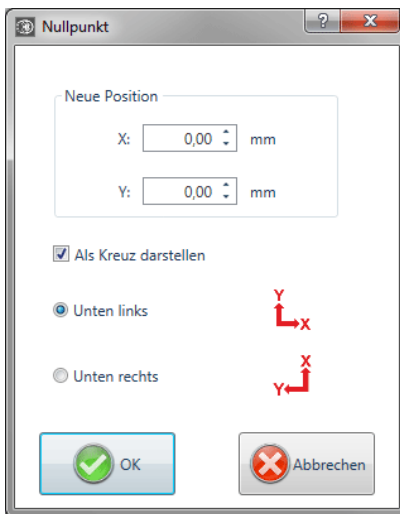 Nullpunkt
?
Neue Position
X: 0,00 mm
Y: 0,00 mm
Als Kreuz darstellen
Unten links
Y
X
Unten rechts
X
Y
OK
Abbrechen